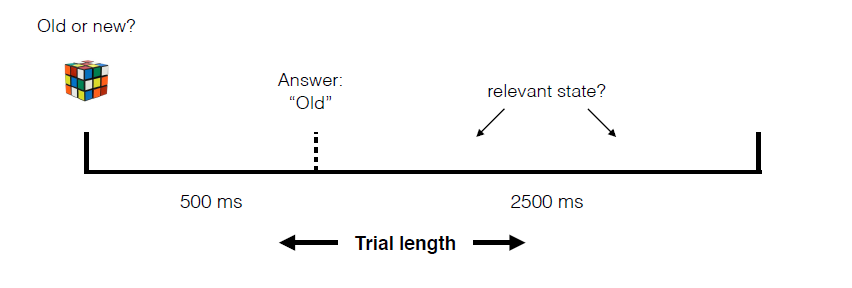 Old or new?
Answer:
“Old”
relevant state?
500 ms
2500 ms
Trial length